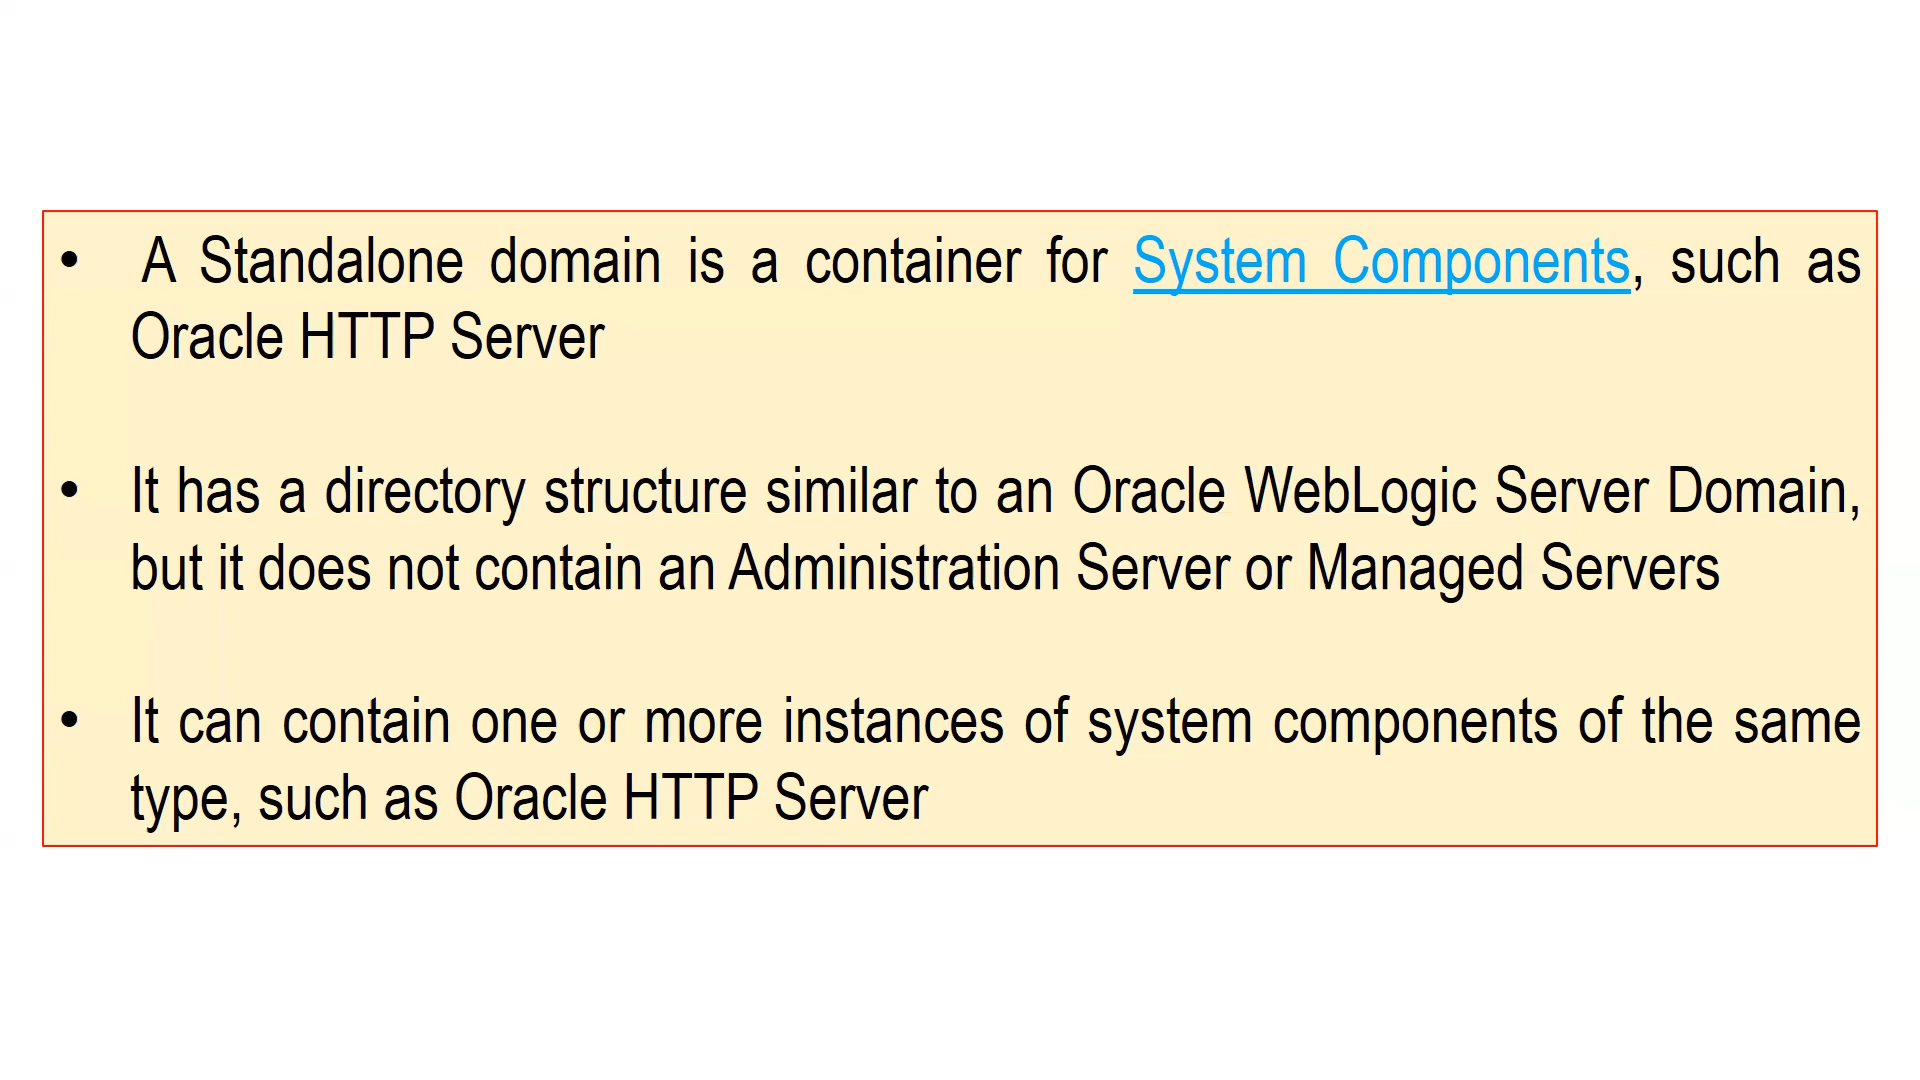 • A Standalone domain is a container for System Components, such as
Oracle HTTP Server
• It has a directory structure similar to an Oracle WebLogic Server Domain,
but it does not contain an Administration Server or Managed Servers
• It can contain one or more instances of system components of the same
type, such as Oracle HTTP Server